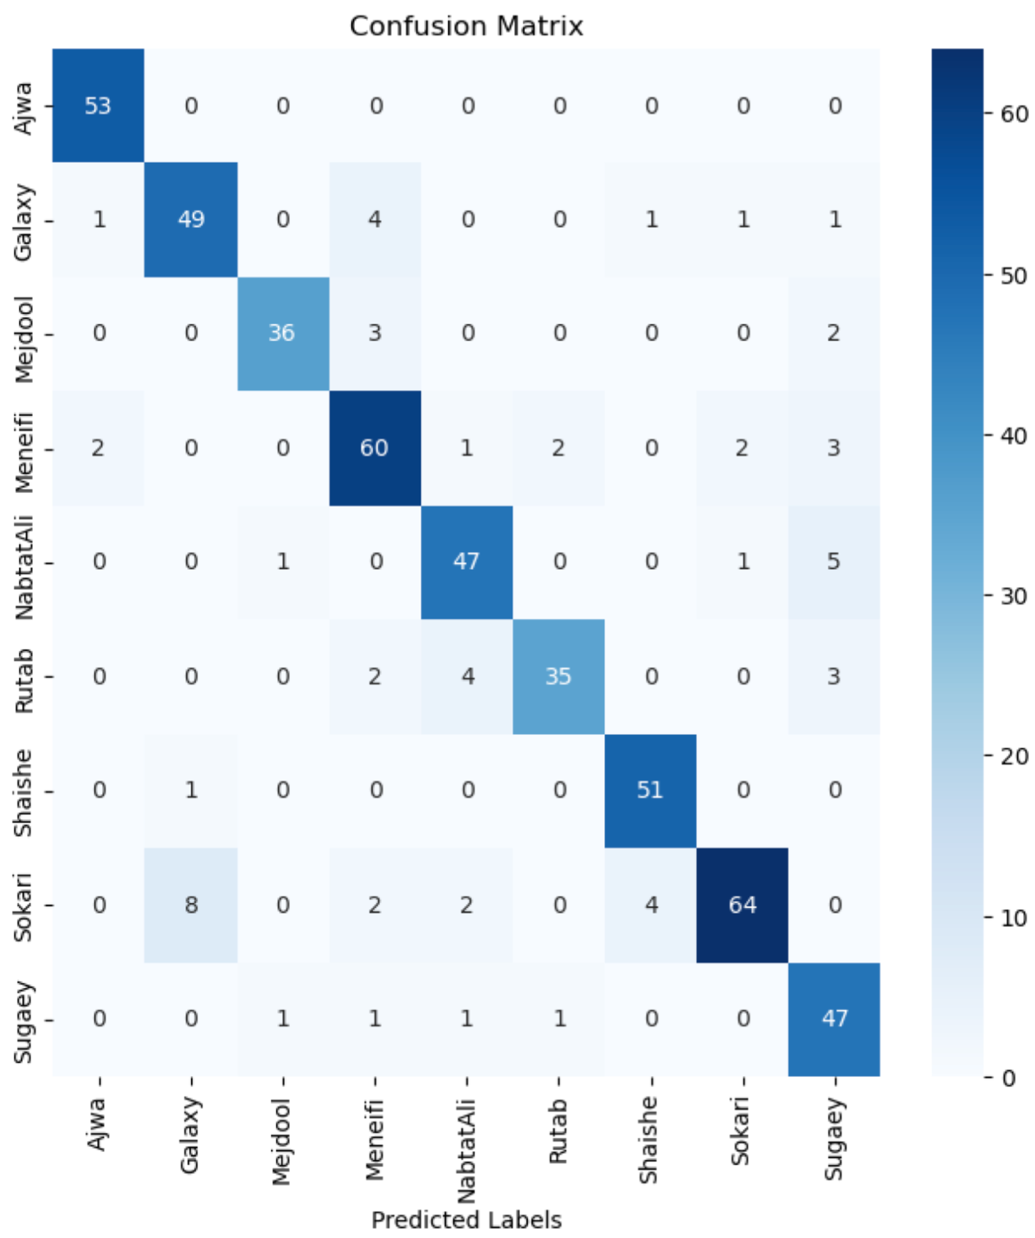 Confusion Matrix
Ajwa 53 0 0 0 0 0 0 0 0
Galaxy 1 49 0 4 0 0 1 1 1
Mejdool 0 0 36 3 0 0 0 0 2
Meneifi 2 0 0 60 1 2 0 2 3
NabtatAli 0 0 1 0 47 0 0 1 5
Rutab 0 0 0 2 4 35 0 0 3
Shaishe 0 1 0 0 0 0 51 0 0
Sokari 0 8 0 2 2 0 4 64 0
Sugaey 0 0 1 1 1 1 0 0 47
Ajwa Galaxy Mejdool Meneifi NabtatAli Rutab Shaishe Sokari Sugaey
Predicted Labels
60
50
40
30
20
10
0